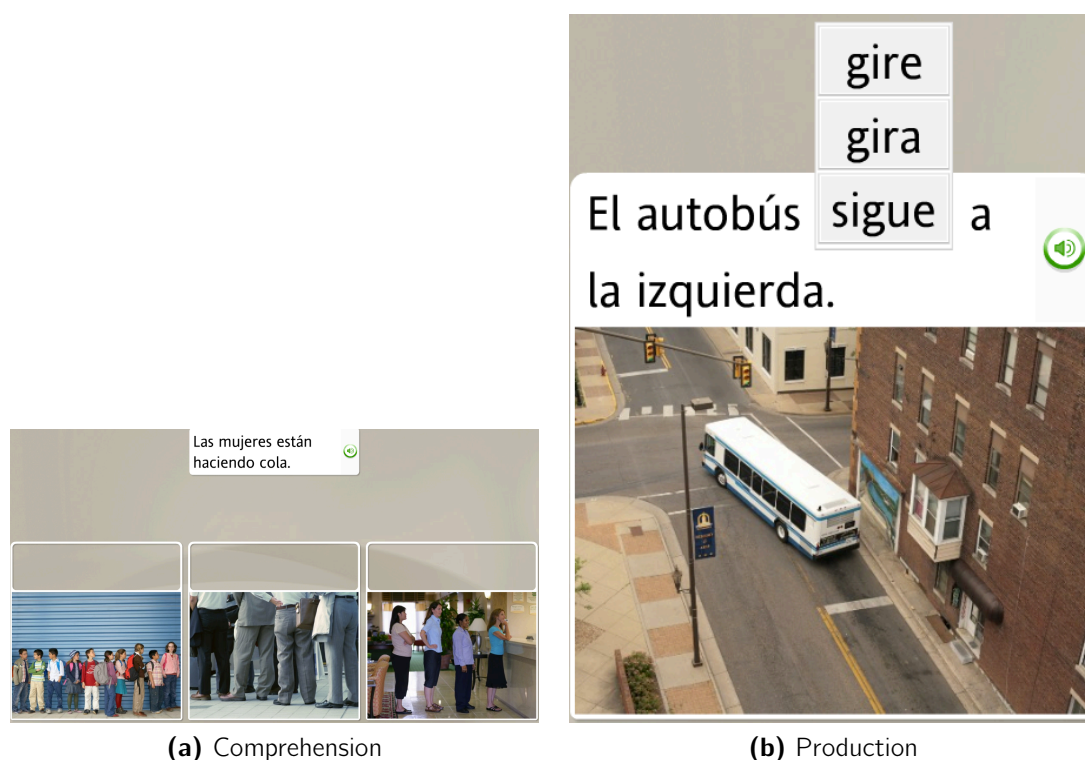 Las mujeres están
haciendo cola.
(a) Comprehension
gire
gira
El autobús sigue a
la izquierda.
(b) Production